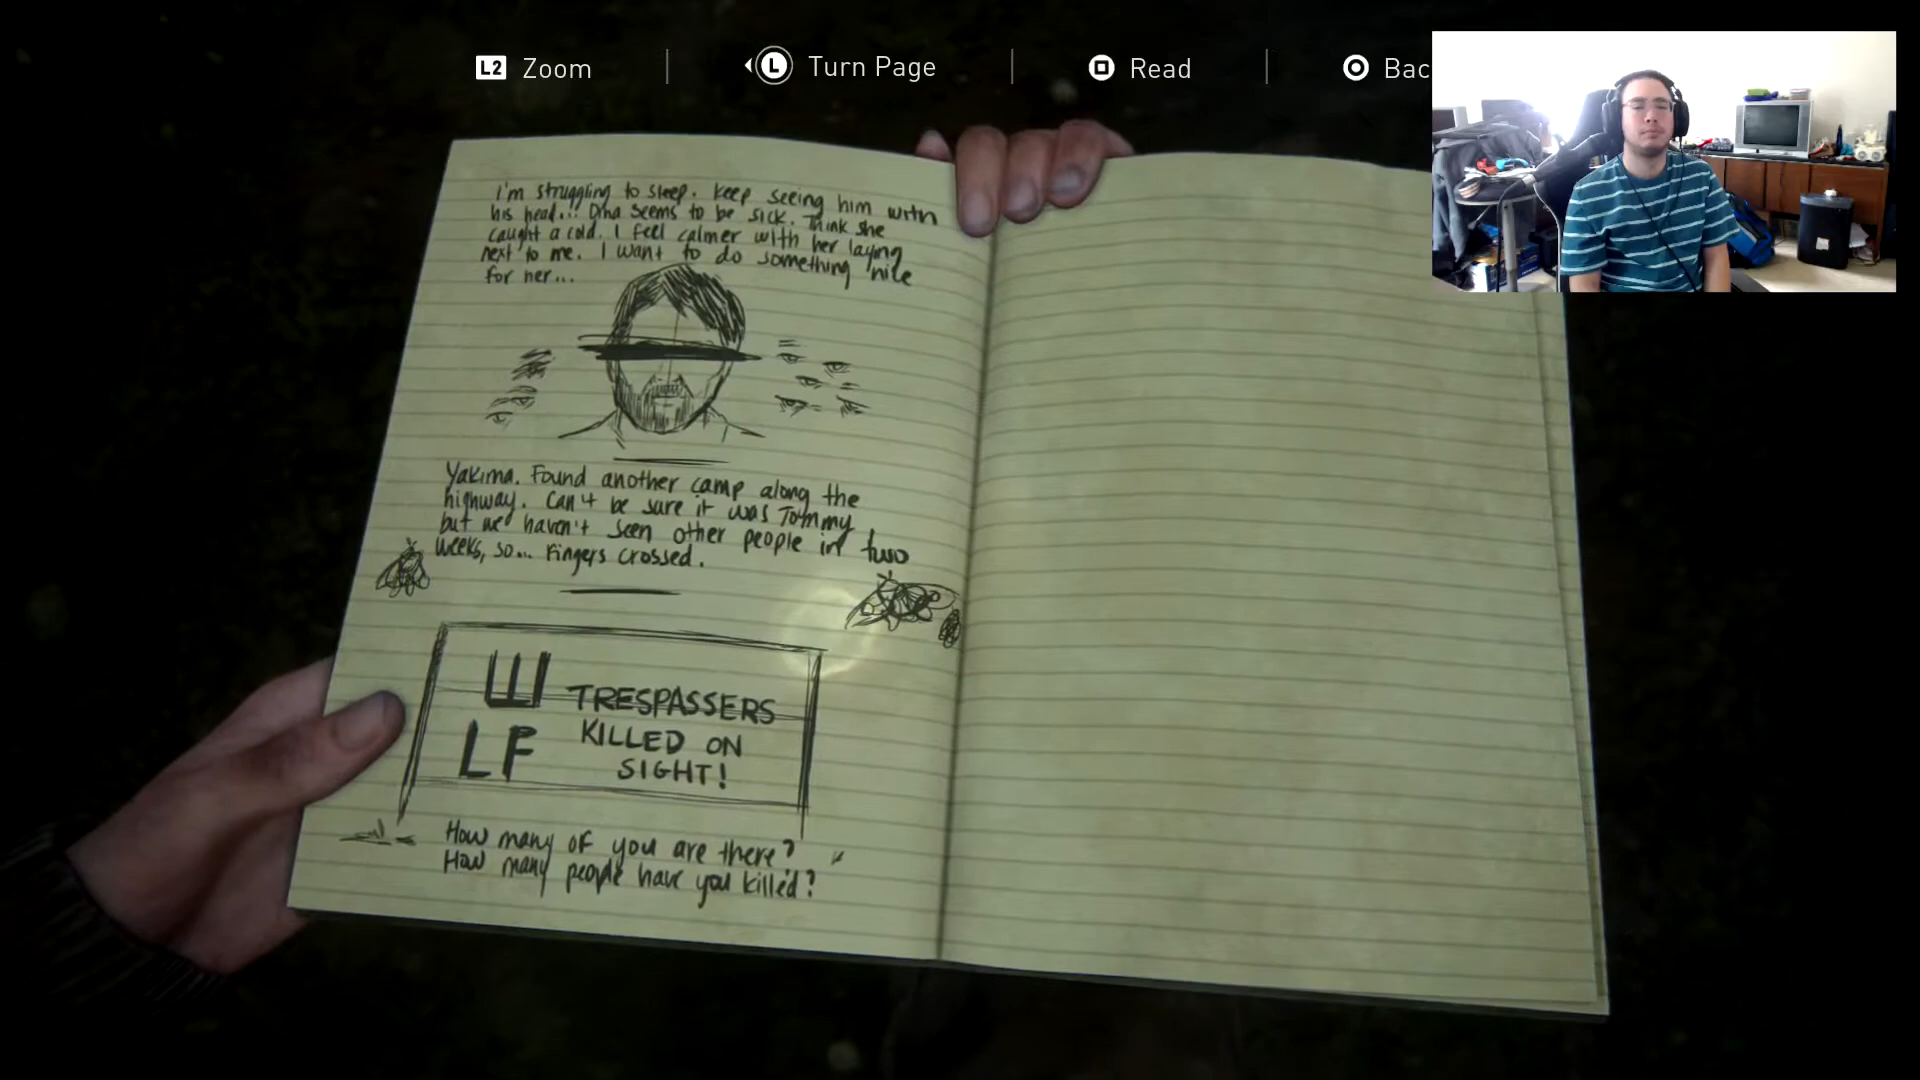 L2 Zoom
L Turn Page
Read
Bac
I'm struggling to sleep. Keep seeing him with
his head... Dina seems to be sick. Think she
caught a cold. I feel calmer with her laying
next to me. I want to do something nice
for her...
Yakima. Found another camp along the
highway. Can't be sure it was Tommy
but we haven't seen other people in two
weeks, so... Fingers crossed.
W
LF
TRESPASSERS
KILLED ON
SIGHT!
How many of you are there?
How many people have you killed?